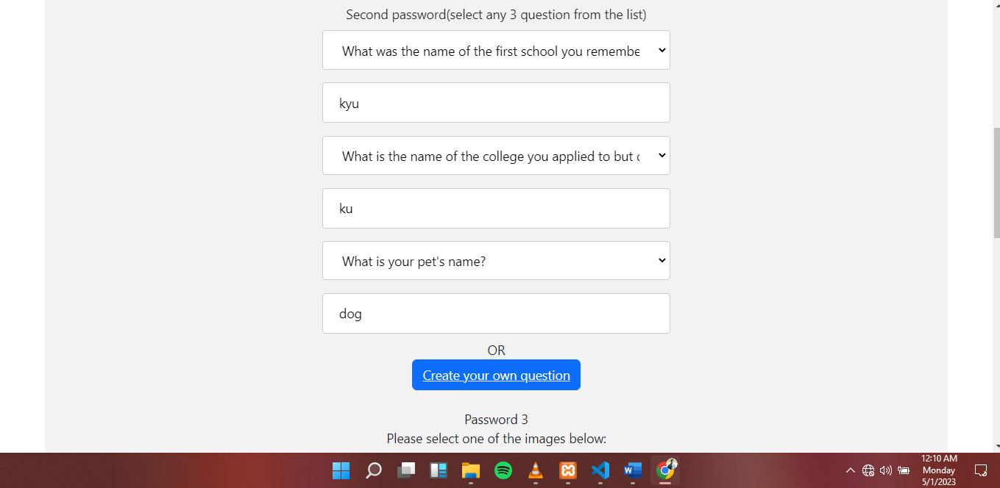 Second password(select any 3 question from the list)
What was the name of the first school you remembe
kyu
What is the name of the college you applied to but
ku
What is your pet's name?
dog
OR
Create your own question
Password 3
Please select one of the images below:
12:10 AM
Monday
5/1/2023